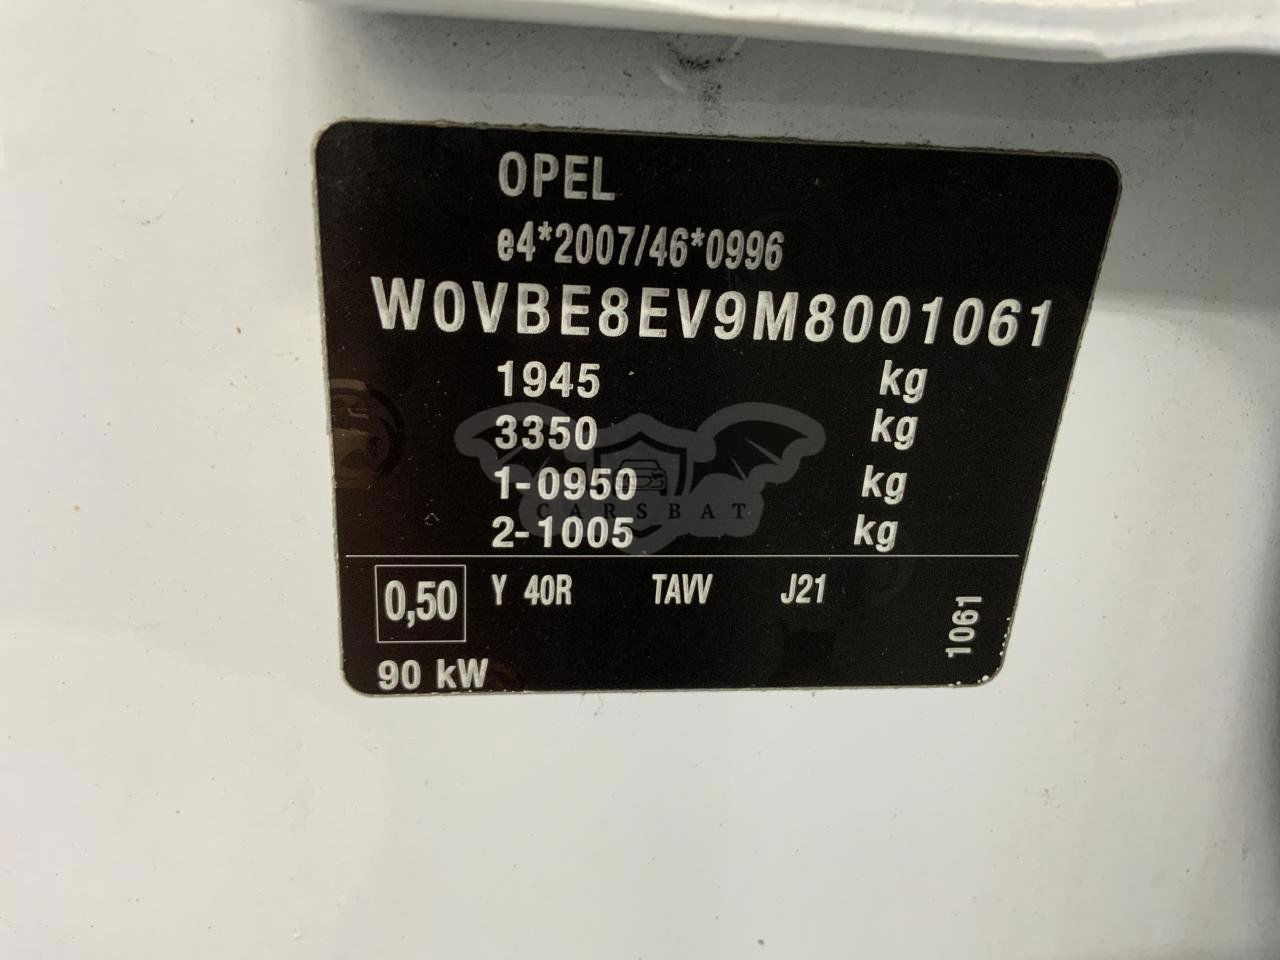 OPEL
e4*2007/46*0996
W0VBE8EV9M8001061
1945 kg
3350 kg
1-0950 kg
2-1005 kg
CARSBAT
0,50 Y 40R TAVV J21
1061
90 kW